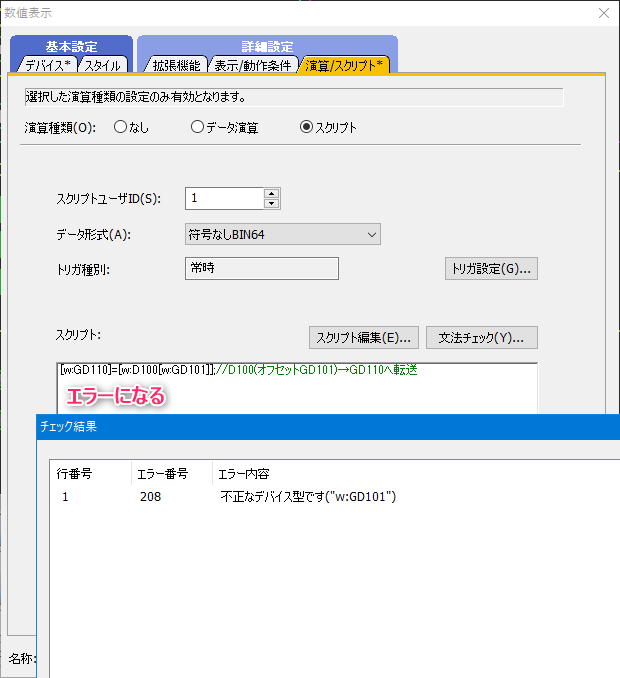 数値表示
基本設定
詳細設定
デバイス*
スタイル
拡張機能
表示/動作条件
演算/スクリプト*
選択した演算種類の設定のみ有効となります。
演算種類(O): なし データ演算 スクリプト
スクリプトユーザID(S): 1
データ形式(A): 符号なしBIN64
トリガ種別: 常時 トリガ設定(G)...
スクリプト: スクリプト編集(E)... 文法チェック(Y)...
[w:GD110]=[w:D100[w:GD101]];//D100(オフセットGD101)→GD110へ転送
エラーになる
チェック結果
行番号 エラー番号 エラー内容
1 208 不正なデバイス型です("w:GD101")
名称: